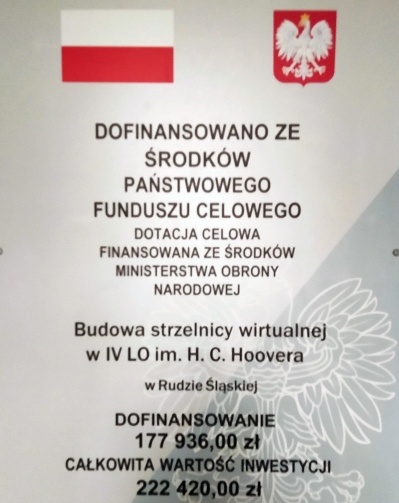 DOFINANSOWANO ZE
ŚRODKÓW
PAŃSTWOWEGO
FUNDUSZU CELOWEGO
DOTACJA CELOWA
FINANSOWANA ZE ŚRODKÓW
MINISTERSTWA OBRONY
NARODOWEJ
Budowa strzelnicy wirtualnej
w IV LO im. H. C. Hoovera
w Rudzie Śląskiej
DOFINANSOWANIE
177 936,00 zł
CAŁKOWITA WARTOŚĆ INWESTYCJI
222 420,00 zł